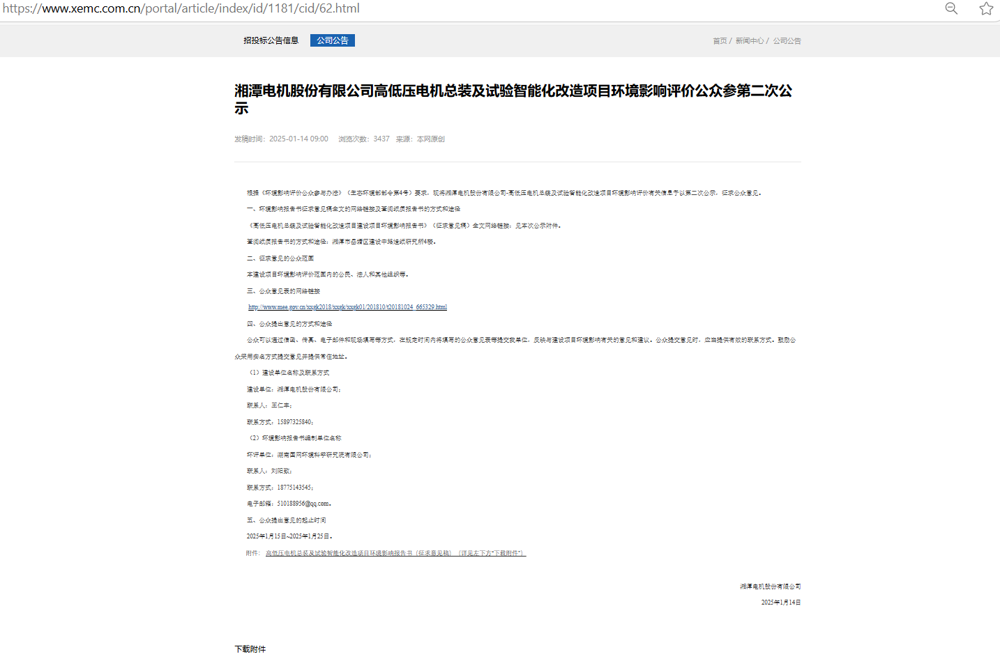 https://www.xemc.com.cn/portal/article/index/id/1181/cid/62.html
招投标公告信息 公司公告 首页 / 新闻中心 / 公司公告
湘潭电机股份有限公司高低压电机总装及试验智能化改造项目环境影响评价公众参第二次公
示
发稿时间：2025-01-14 09:00 浏览次数：3437 来源：本网原创
根据《环境影响评价公众参与办法》（生态环境部部令第4号）要求，现将湘潭电机股份有限公司-高低压电机总装及试验智能化改造项目环境影响评价有关信息予以第二次公示，征求公众意见。
一、环境影响报告书征求意见稿全文的网络链接及查阅纸质报告书的方式和途径
《高低压电机总装及试验智能化改造项目建设项目环境影响报告书》（征求意见稿）全文网络链接：见本次公示附件。
查阅纸质报告书的方式和途径：湘潭市岳塘区建设中路造纸研究所4楼。
二、征求意见的公众范围
本建设项目环境影响评价范围内的公民、法人和其他组织等。
三、公众意见表的网络链接
http://www.mee.gov.cn/xxgk2018/xxgk/xxgk01/201810/t20181024_665329.html
四、公众提出意见的方式和途径
公众可以通过信函、传真、电子邮件和现场填写等方式，在规定时间内将填写的公众意见表等提交我单位，反映与建设项目环境影响有关的意见和建议。公众提交意见时，应当提供有效的联系方式。鼓励公
众采用实名方式提交意见并提供常住地址。
（1）建设单位名称及联系方式
建设单位：湘潭电机股份有限公司；
联系人：王仁丰；
联系方式：15897325840；
（2）环境影响报告书编制单位名称
环评单位：湖南国网环境科学研究院有限公司；
联系人：刘阳致；
联系方式：18775143545；
电子邮箱：510188956@qq.com。
五、公众提出意见的起止时间
2025年1月15日~2025年1月25日。
附件： 高低压电机总装及试验智能化改造项目环境影响报告书（征求意见稿）（详见左下方“下载附件”）
湘潭电机股份有限公司
2025年1月14日
下载附件